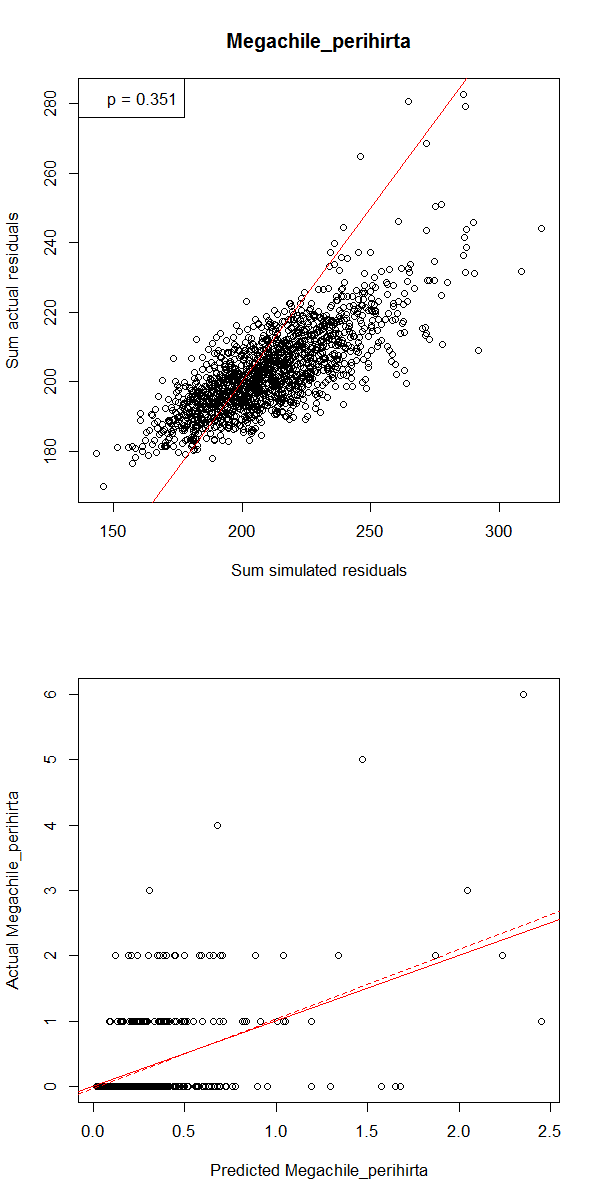 Megachile_perihirta
p = 0.351
Sum actual residuals
280
260
240
220
200
180
150 200 250 300
Sum simulated residuals
Actual Megachile_perihirta
6
5
4
3
2
1
0
0.0 0.5 1.0 1.5 2.0 2.5
Predicted Megachile_perihirta